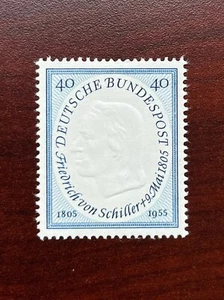 40 40
DEUTSCHE BUNDESPOST
Friedrich von Schiller + 9. Mai 1805
1805 1955